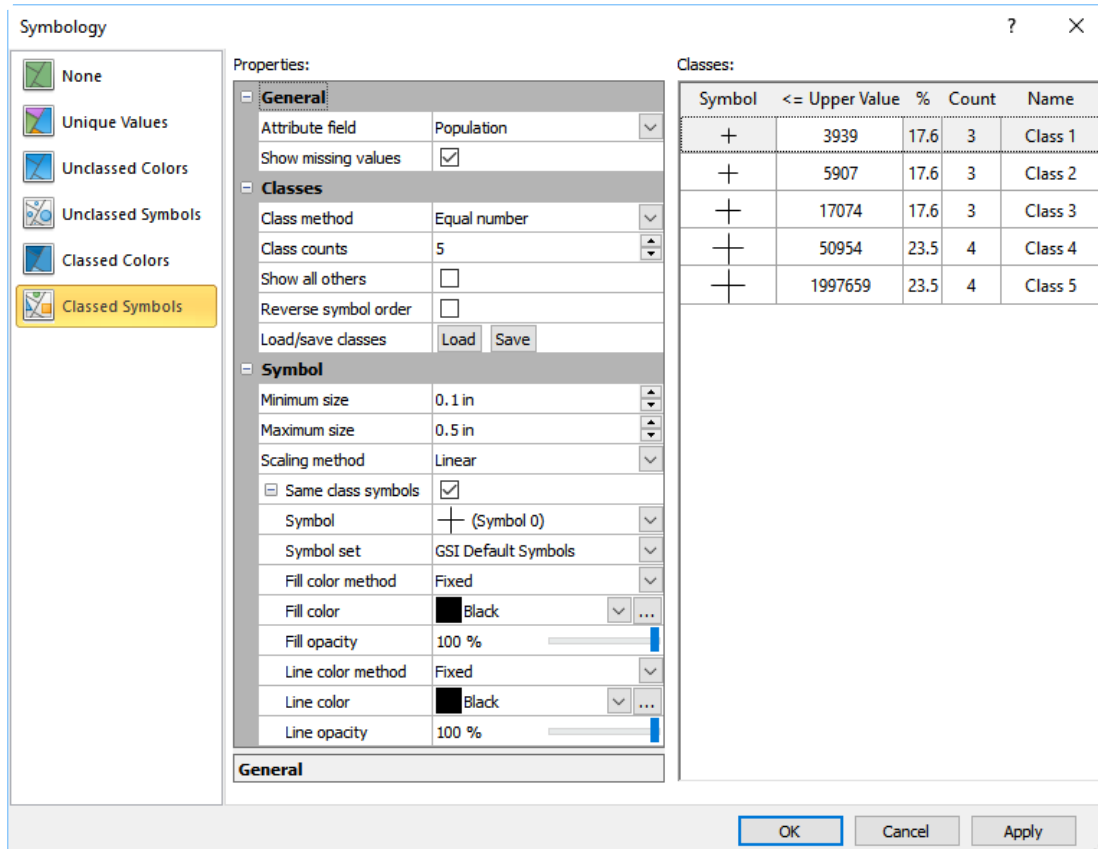 Symbology ?
None
Unique Values
Unclassed Colors
Unclassed Symbols
Classed Colors
Classed Symbols
Properties:
General
Attribute field Population
Show missing values
Classes
Class method Equal number
Class counts 5
Show all others
Reverse symbol order
Load/save classes Load Save
Symbol
Minimum size 0.1 in
Maximum size 0.5 in
Scaling method Linear
Same class symbols
Symbol (Symbol 0)
Symbol set GSI Default Symbols
Fill color method Fixed
Fill color Black ...
Fill opacity 100 %
Line color method Fixed
Line color Black ...
Line opacity 100 %
General
Classes:
Symbol <= Upper Value % Count Name
3939 17.6 3 Class 1
5907 17.6 3 Class 2
17074 17.6 3 Class 3
50954 23.5 4 Class 4
1997659 23.5 4 Class 5
OK Cancel Apply